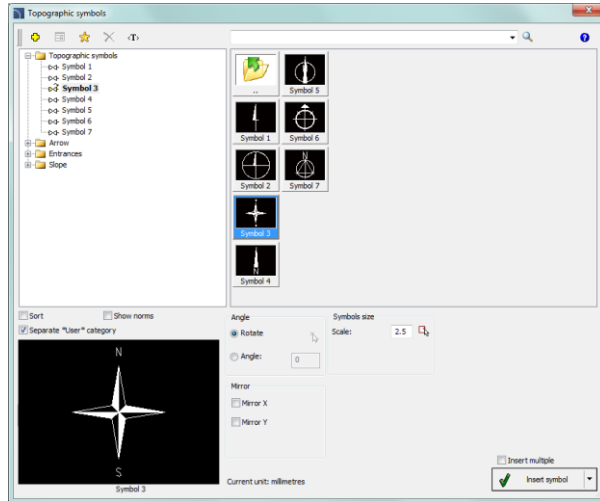 Topographic symbols
‹T›
Topographic symbols
Symbol 1
Symbol 2
Symbol 3
Symbol 4
Symbol 5
Symbol 6
Symbol 7
Arrow
Entrances
Slope
..
Symbol 5
Symbol 1
Symbol 6
N
Symbol 2
Symbol 7
Symbol 3
N
Symbol 4
Sort
Show norms
Separate "User" category
N
S
Symbol 3
Angle
Rotate
Angle:
0
Symbols size
Scale:
2.5
Mirror
Mirror X
Mirror Y
Current unit: millimetres
Insert multiple
Insert symbol